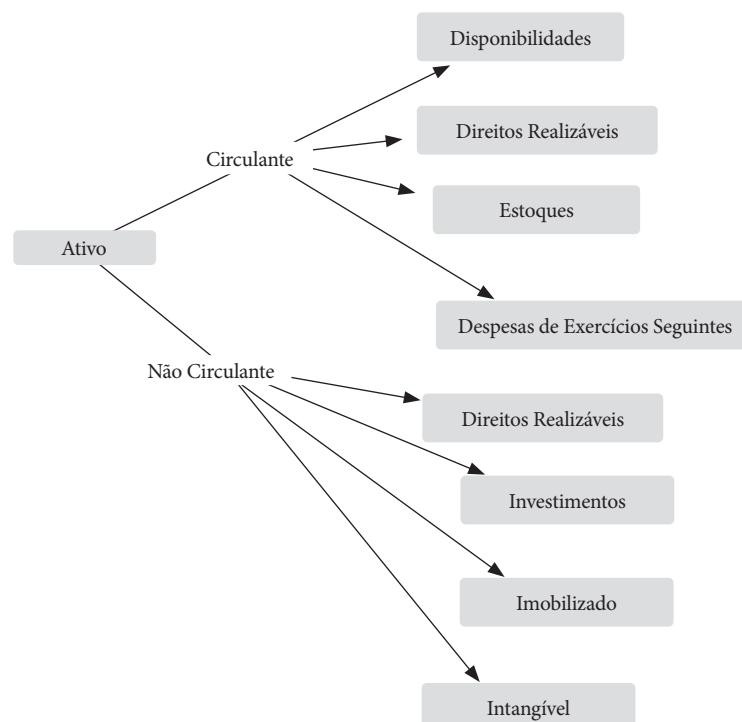 Disponibilidades
Direitos Realizáveis
Circulante
Estoques
Ativo
Despesas de Exercícios Seguintes
Não Circulante
Direitos Realizáveis
Investimentos
Imobilizado
Intangível